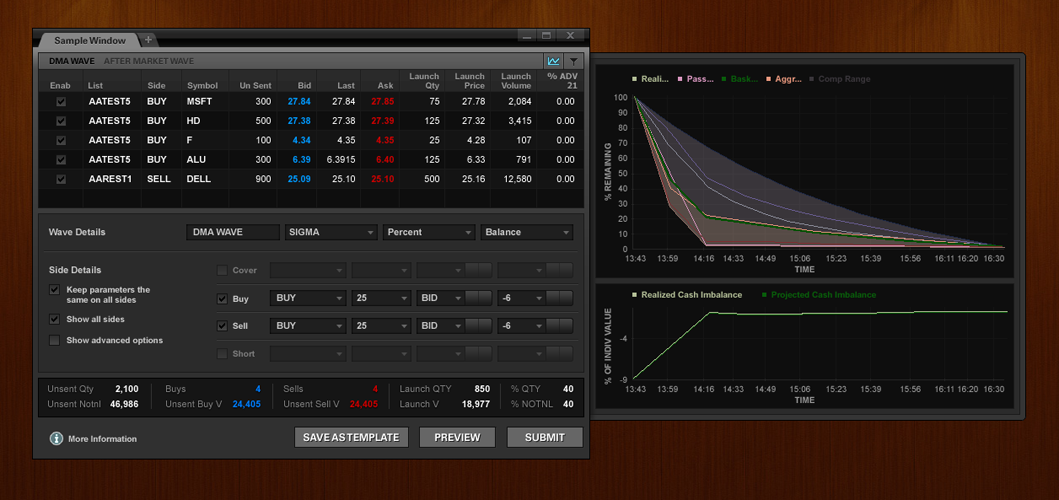 Sample Window +
DMA WAVE AFTER MARKET WAVE
Enab List Side Symbol Un Sent Bid Last Ask Launch Qty Launch Price Launch Volume % ADV 21
AATEST5 BUY MSFT 300 27.84 27.84 27.85 75 27.78 2,084 0.00
AATEST5 BUY HD 500 27.38 27.38 27.39 125 27.32 3,415 0.00
AATEST5 BUY F 100 4.34 4.35 4.35 25 4.28 107 0.00
AATEST5 BUY ALU 300 6.39 6.3915 6.40 125 6.33 791 0.00
AAREST1 SELL DELL 900 25.09 25.10 25.10 500 25.16 12,580 0.00
Wave Details DMA WAVE SIGMA Percent Balance
Side Details Cover
Keep parameters the
same on all sides
Buy BUY 25 BID -6
Show all sides
Sell BUY 25 BID -6
Show advanced options
Short
Unsent Qty 2,100 Buys 4 Sells 4 Launch QTY 850 % QTY 40
Unsent Notnl 46,986 Unsent Buy V 24,405 Unsent Sell V 24,405 Launch V 18,977 % NOTNL 40
More Information SAVE AS TEMPLATE PREVIEW SUBMIT
Reali... Pass... Bask... Aggr... Comp Range
% REMAINING
100
90
80
70
60
50
40
30
20
10
0
13:43 13:59 14:16 14:33 14:49 15:06 15:23 15:39 15:56 16:11 16:20 16:30
TIME
Realized Cash Imbalance Projected Cash Imbalance
% OF INDIV VALUE
-4
-9
13:43 13:59 14:16 14:33 14:49 15:06 15:23 15:39 15:56 16:11 16:20 16:30
TIME